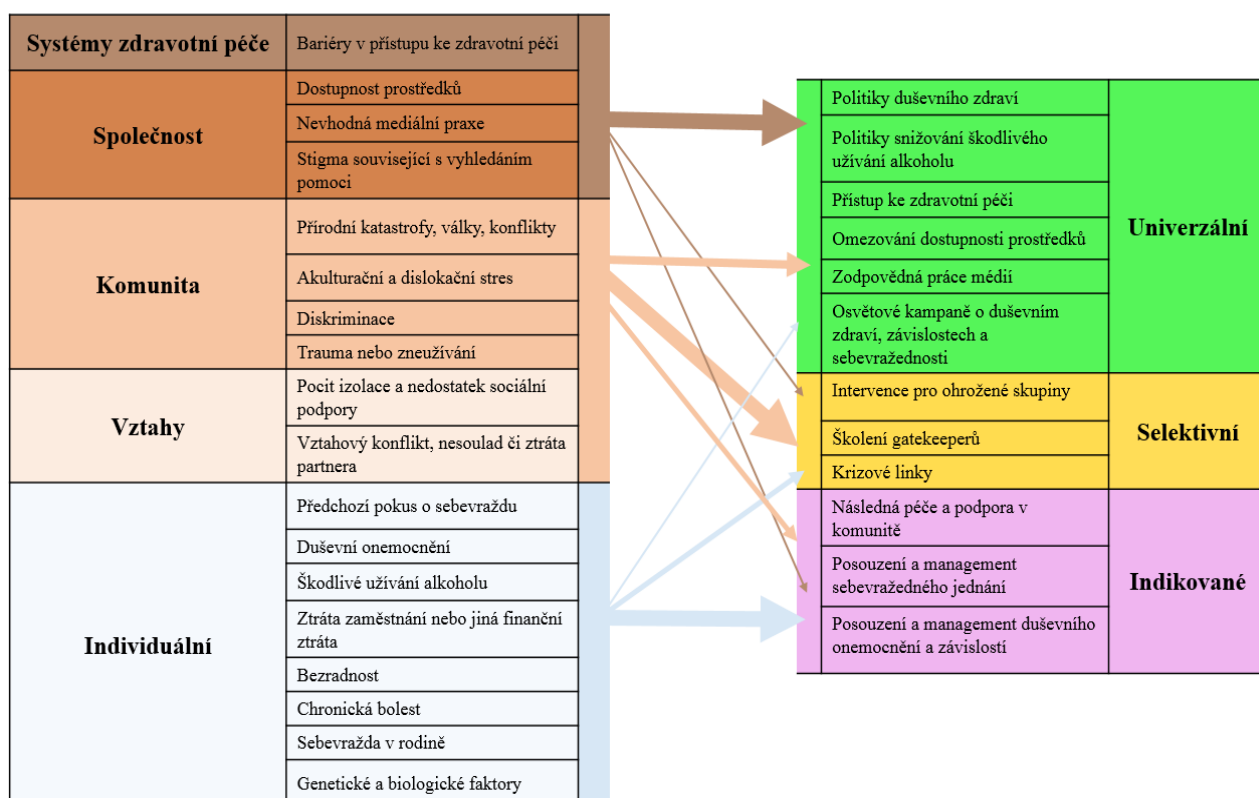 Systémy zdravotní péče
Bariéry v přístupu ke zdravotní péči
Společnost
Dostupnost prostředků
Nevhodná mediální praxe
Stigma související s vyhledáním
pomoci
Komunita
Přírodní katastrofy, války, konflikty
Akulturační a dislokační stres
Diskriminace
Trauma nebo zneužívání
Vztahy
Pocit izolace a nedostatek sociální
podpory
Vztahový konflikt, nesoulad či ztráta
partnera
Individuální
Předchozí pokus o sebevraždu
Duševní onemocnění
Škodlivé užívání alkoholu
Ztráta zaměstnání nebo jiná finanční
ztráta
Bezradnost
Chronická bolest
Sebevražda v rodině
Genetické a biologické faktory
Politiky duševního zdraví
Politiky snižování škodlivého
užívání alkoholu
Přístup ke zdravotní péči
Omezování dostupnosti prostředků
Zodpovědná práce médií
Osvětové kampaně o duševním
zdraví, závislostech a
sebevražednosti
Univerzální
Intervence pro ohrožené skupiny
Školení gatekeeperů
Krizové linky
Selektivní
Následná péče a podpora v
komunitě
Posouzení a management
sebevražedného jednání
Posouzení a management duševního
onemocnění a závislostí
Indikované